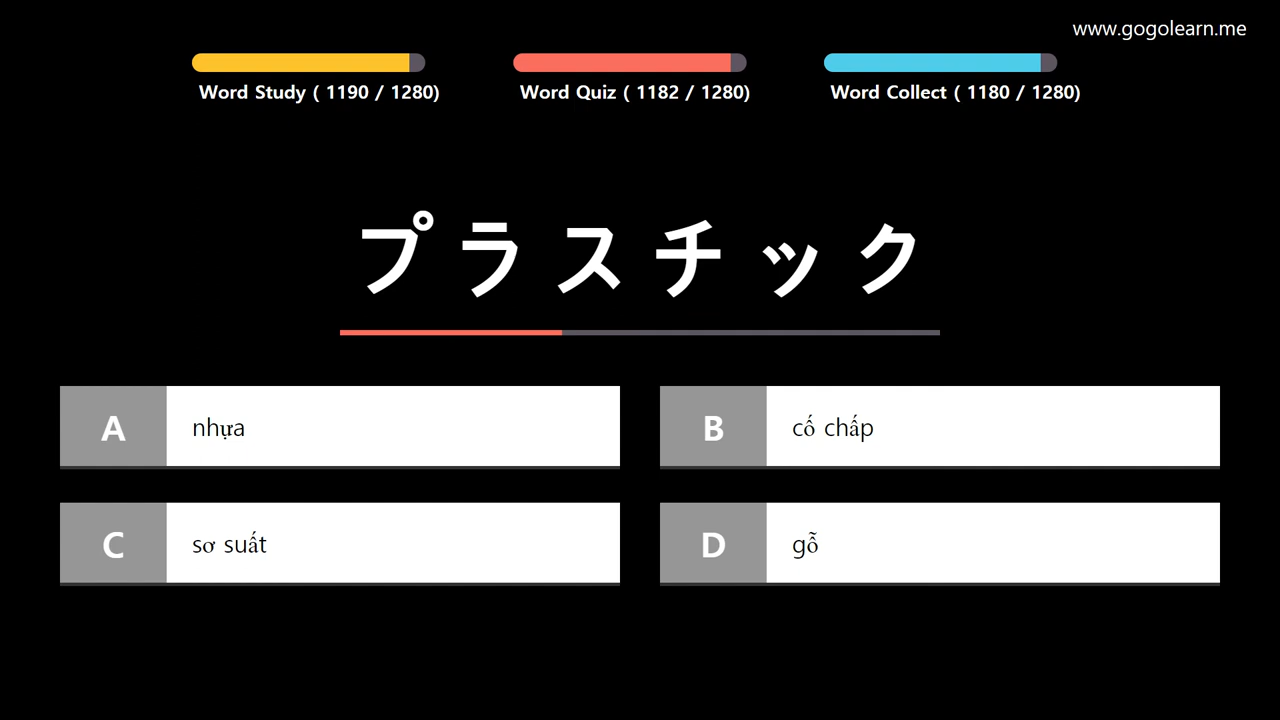 www.gogolearn.me
Word Study ( 1190 / 1280)
Word Quiz ( 1182 / 1280)
Word Collect ( 1180 / 1280)
プラスチック
A nhựa
B cố chấp
C sơ suất
D gỗ